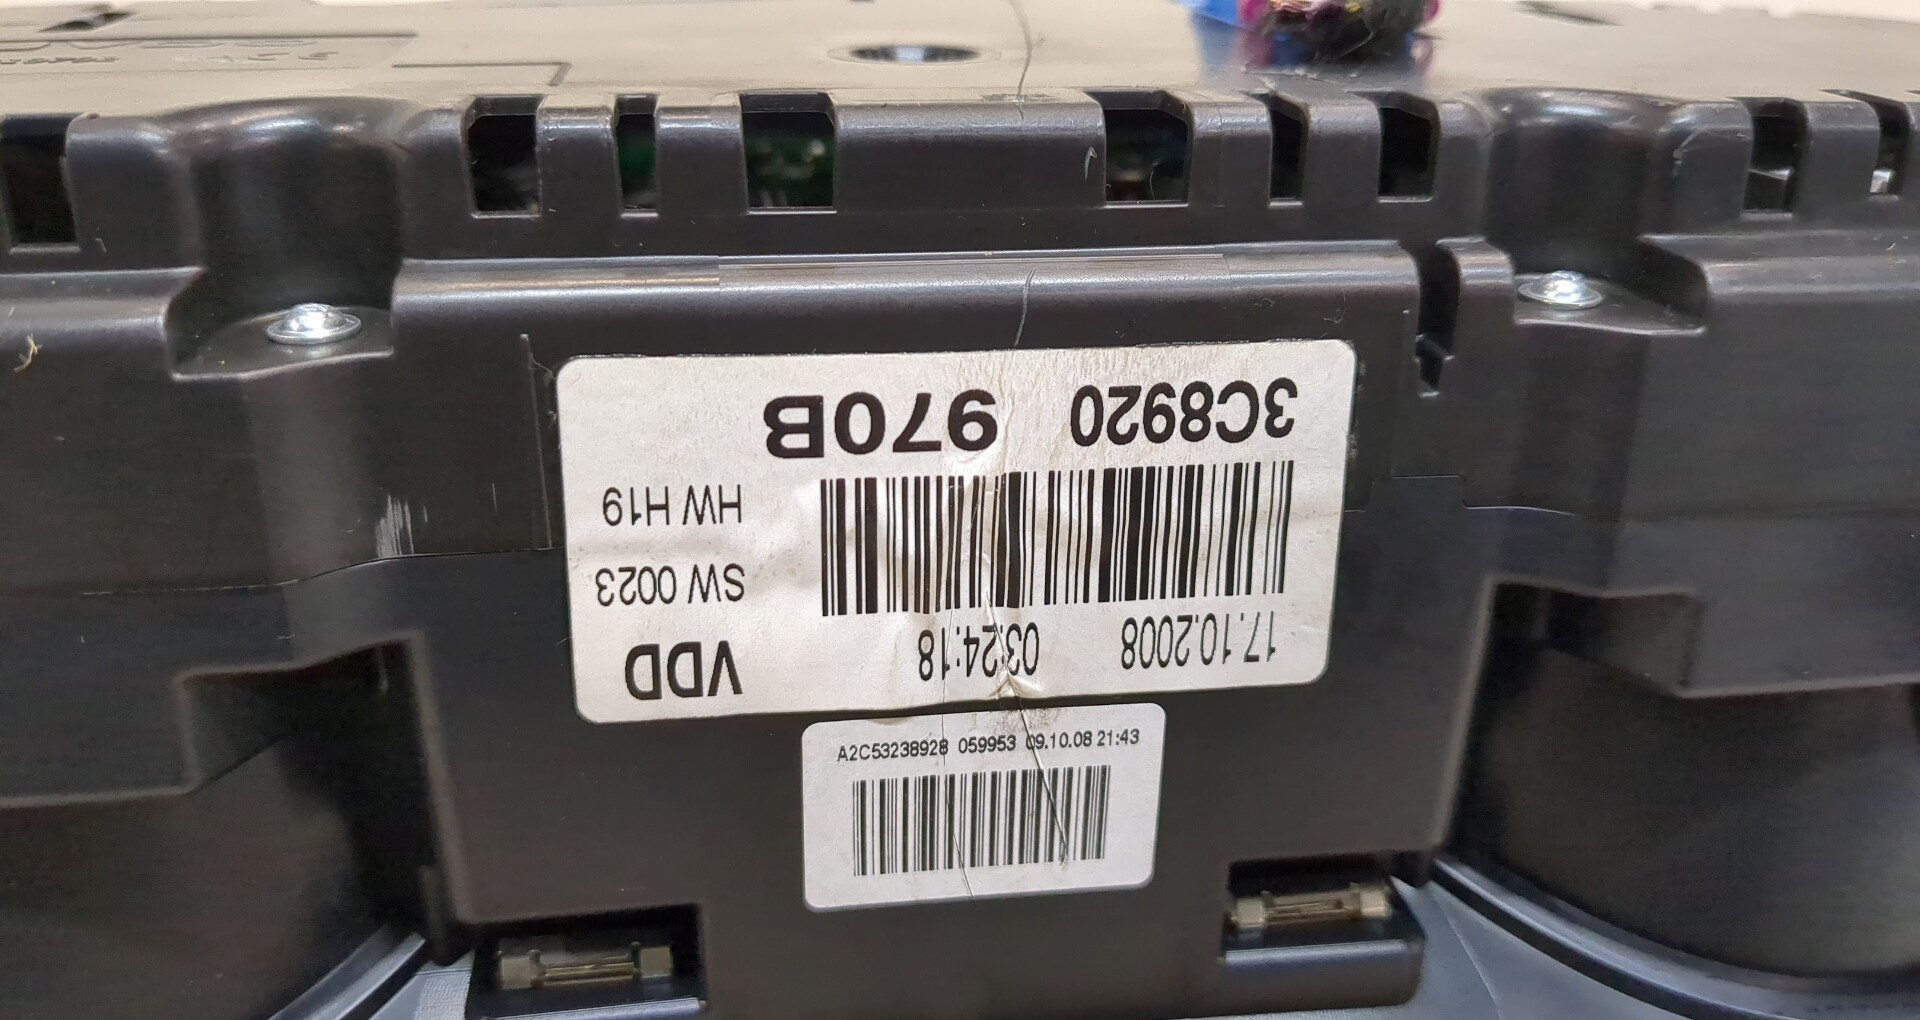 3C8920 970B
HW H19
SW 0023
17.10.2008 03:24:18 VDD
A2C53238928 059953 09.10.08 21:43